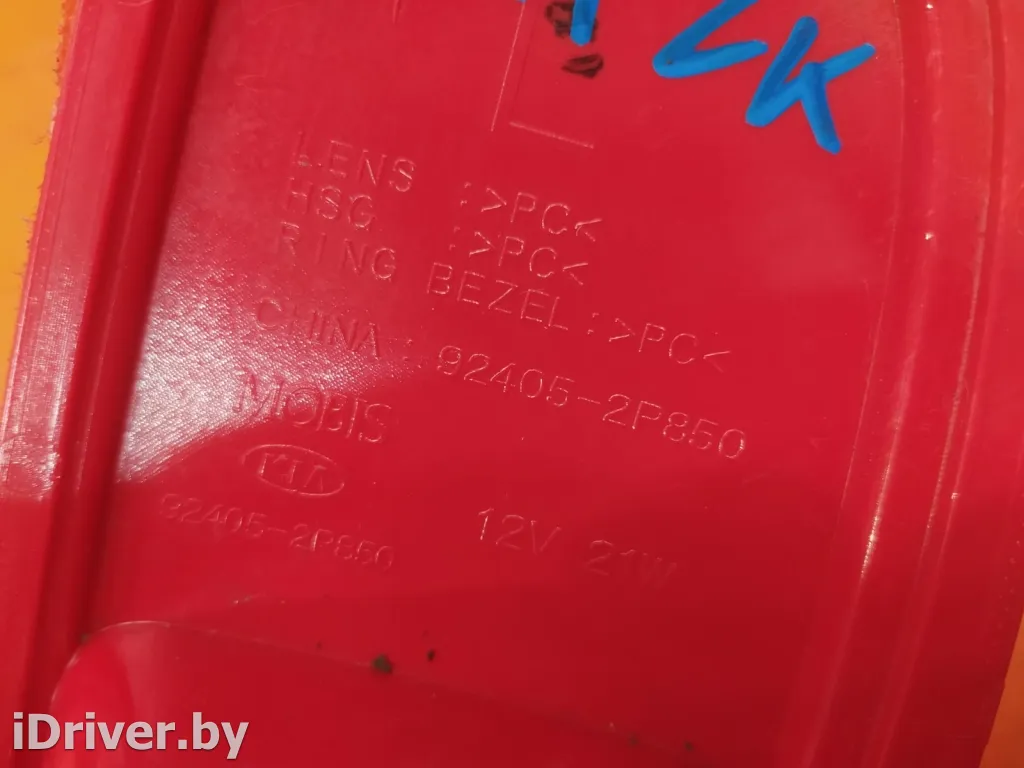 LENS :>PC<
HSG :>PC<
RING BEZEL:>PC<
CHINA : 92405-2P850
MOBIS
KIA
92405-2P850
12V 21W
iDriver.by